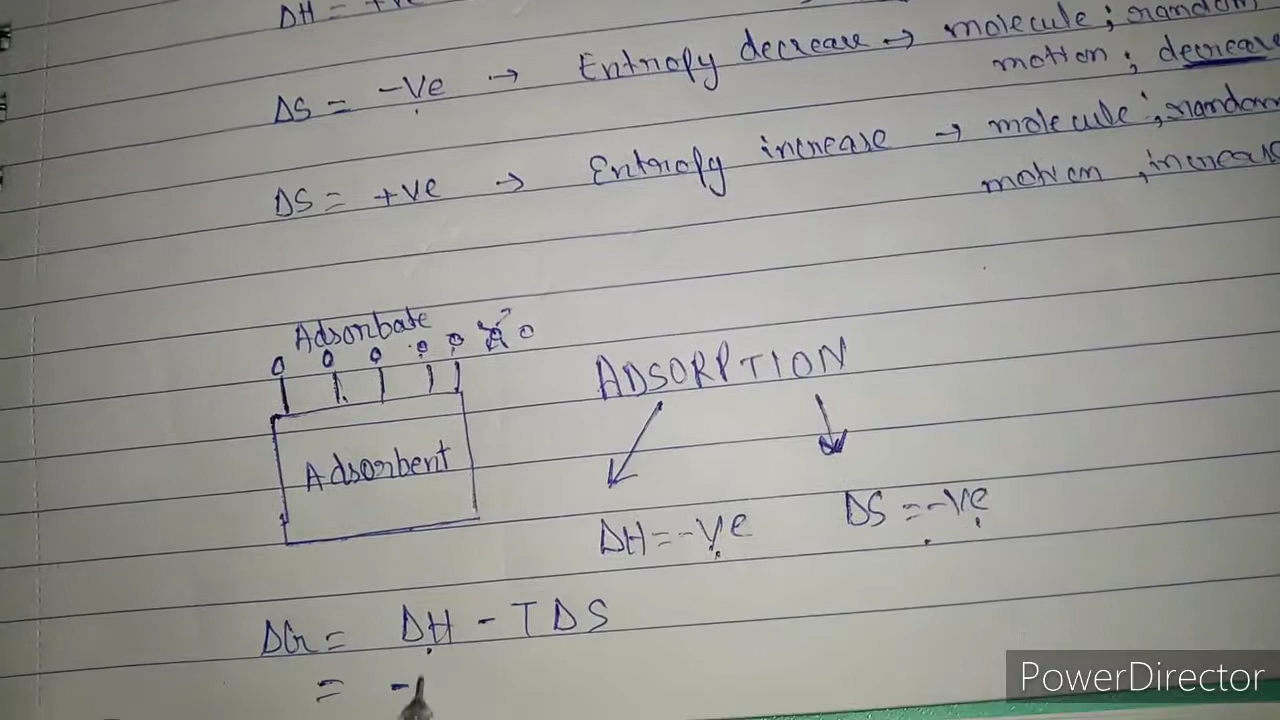 ΔH = +ve
ΔS = -ve → Entropy decrease → molecule ; random
motion ; decrease
ΔS = +ve → Entropy increase → molecule ; random
motion , increase
Adsorbate
ADSORPTION
Adsorbent
ΔH = -ve
ΔS = -ve
ΔG = ΔH - TΔS
= -
PowerDirector